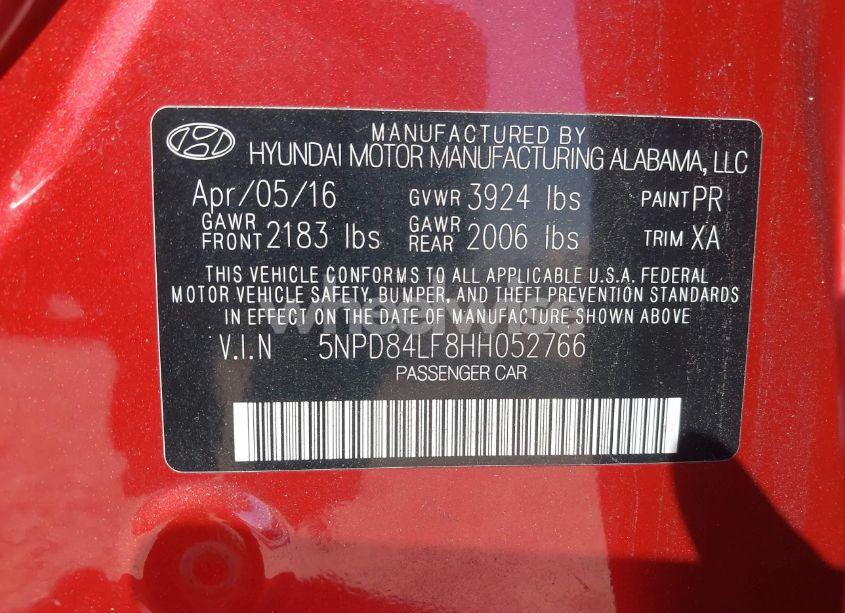 MANUFACTURED BY
HYUNDAI MOTOR MANUFACTURING ALABAMA, LLC
Apr/05/16 GVWR 3924 lbs PAINT PR
GAWR FRONT 2183 lbs GAWR REAR 2006 lbs TRIM XA
THIS VEHICLE CONFORMS TO ALL APPLICABLE U.S.A. FEDERAL
MOTOR VEHICLE SAFETY, BUMPER, AND THEFT PREVENTION STANDARDS
IN EFFECT ON THE DATE OF MANUFACTURE SHOWN ABOVE
V.I.N 5NPD84LF8HH052766
PASSENGER CAR